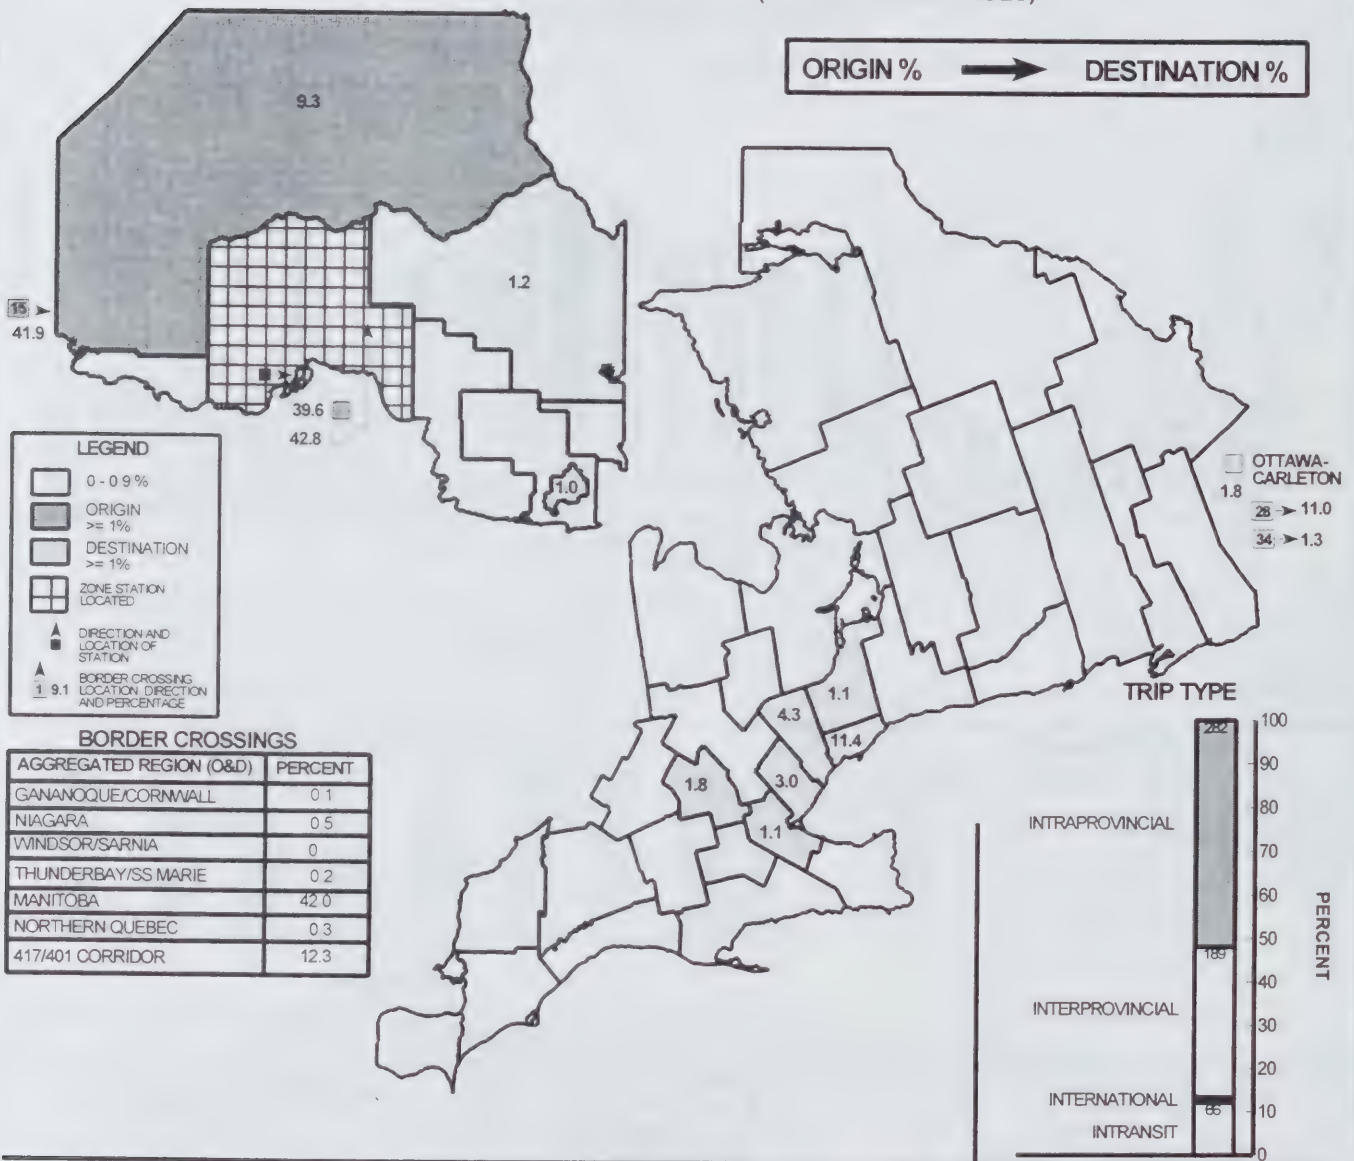 ORIGIN % DESTINATION %
9.3
1.2
15
41.9
39.6
42.8
1.0
LEGEND
0 - 0 9 %
ORIGIN
>= 1%
DESTINATION
>= 1%
ZONE STATION
LOCATED
DIRECTION AND
LOCATION OF
STATION
1 9.1
BORDER CROSSING
LOCATION DIRECTION
AND PERCENTAGE
OTTAWA-
CARLETON
1.8
28 11.0
34 1.3
1.1
4.3
11.4
3.0
1.8
1.1
BORDER CROSSINGS
AGGREGATED REGION (O&D) PERCENT
GANANOQUE/CORNWALL 0 1
NIAGARA 0 5
WINDSOR/SARNIA 0
THUNDERBAY/SS MARIE 0 2
MANITOBA 42 0
NORTHERN QUEBEC 0 3
417/401 CORRIDOR 12.3
TRIP TYPE
282
100
90
80
INTRAPROVINCIAL
70
60
50
189
40
INTERPROVINCIAL
30
20
INTERNATIONAL
66
10
INTRANSIT
0
PERCENT